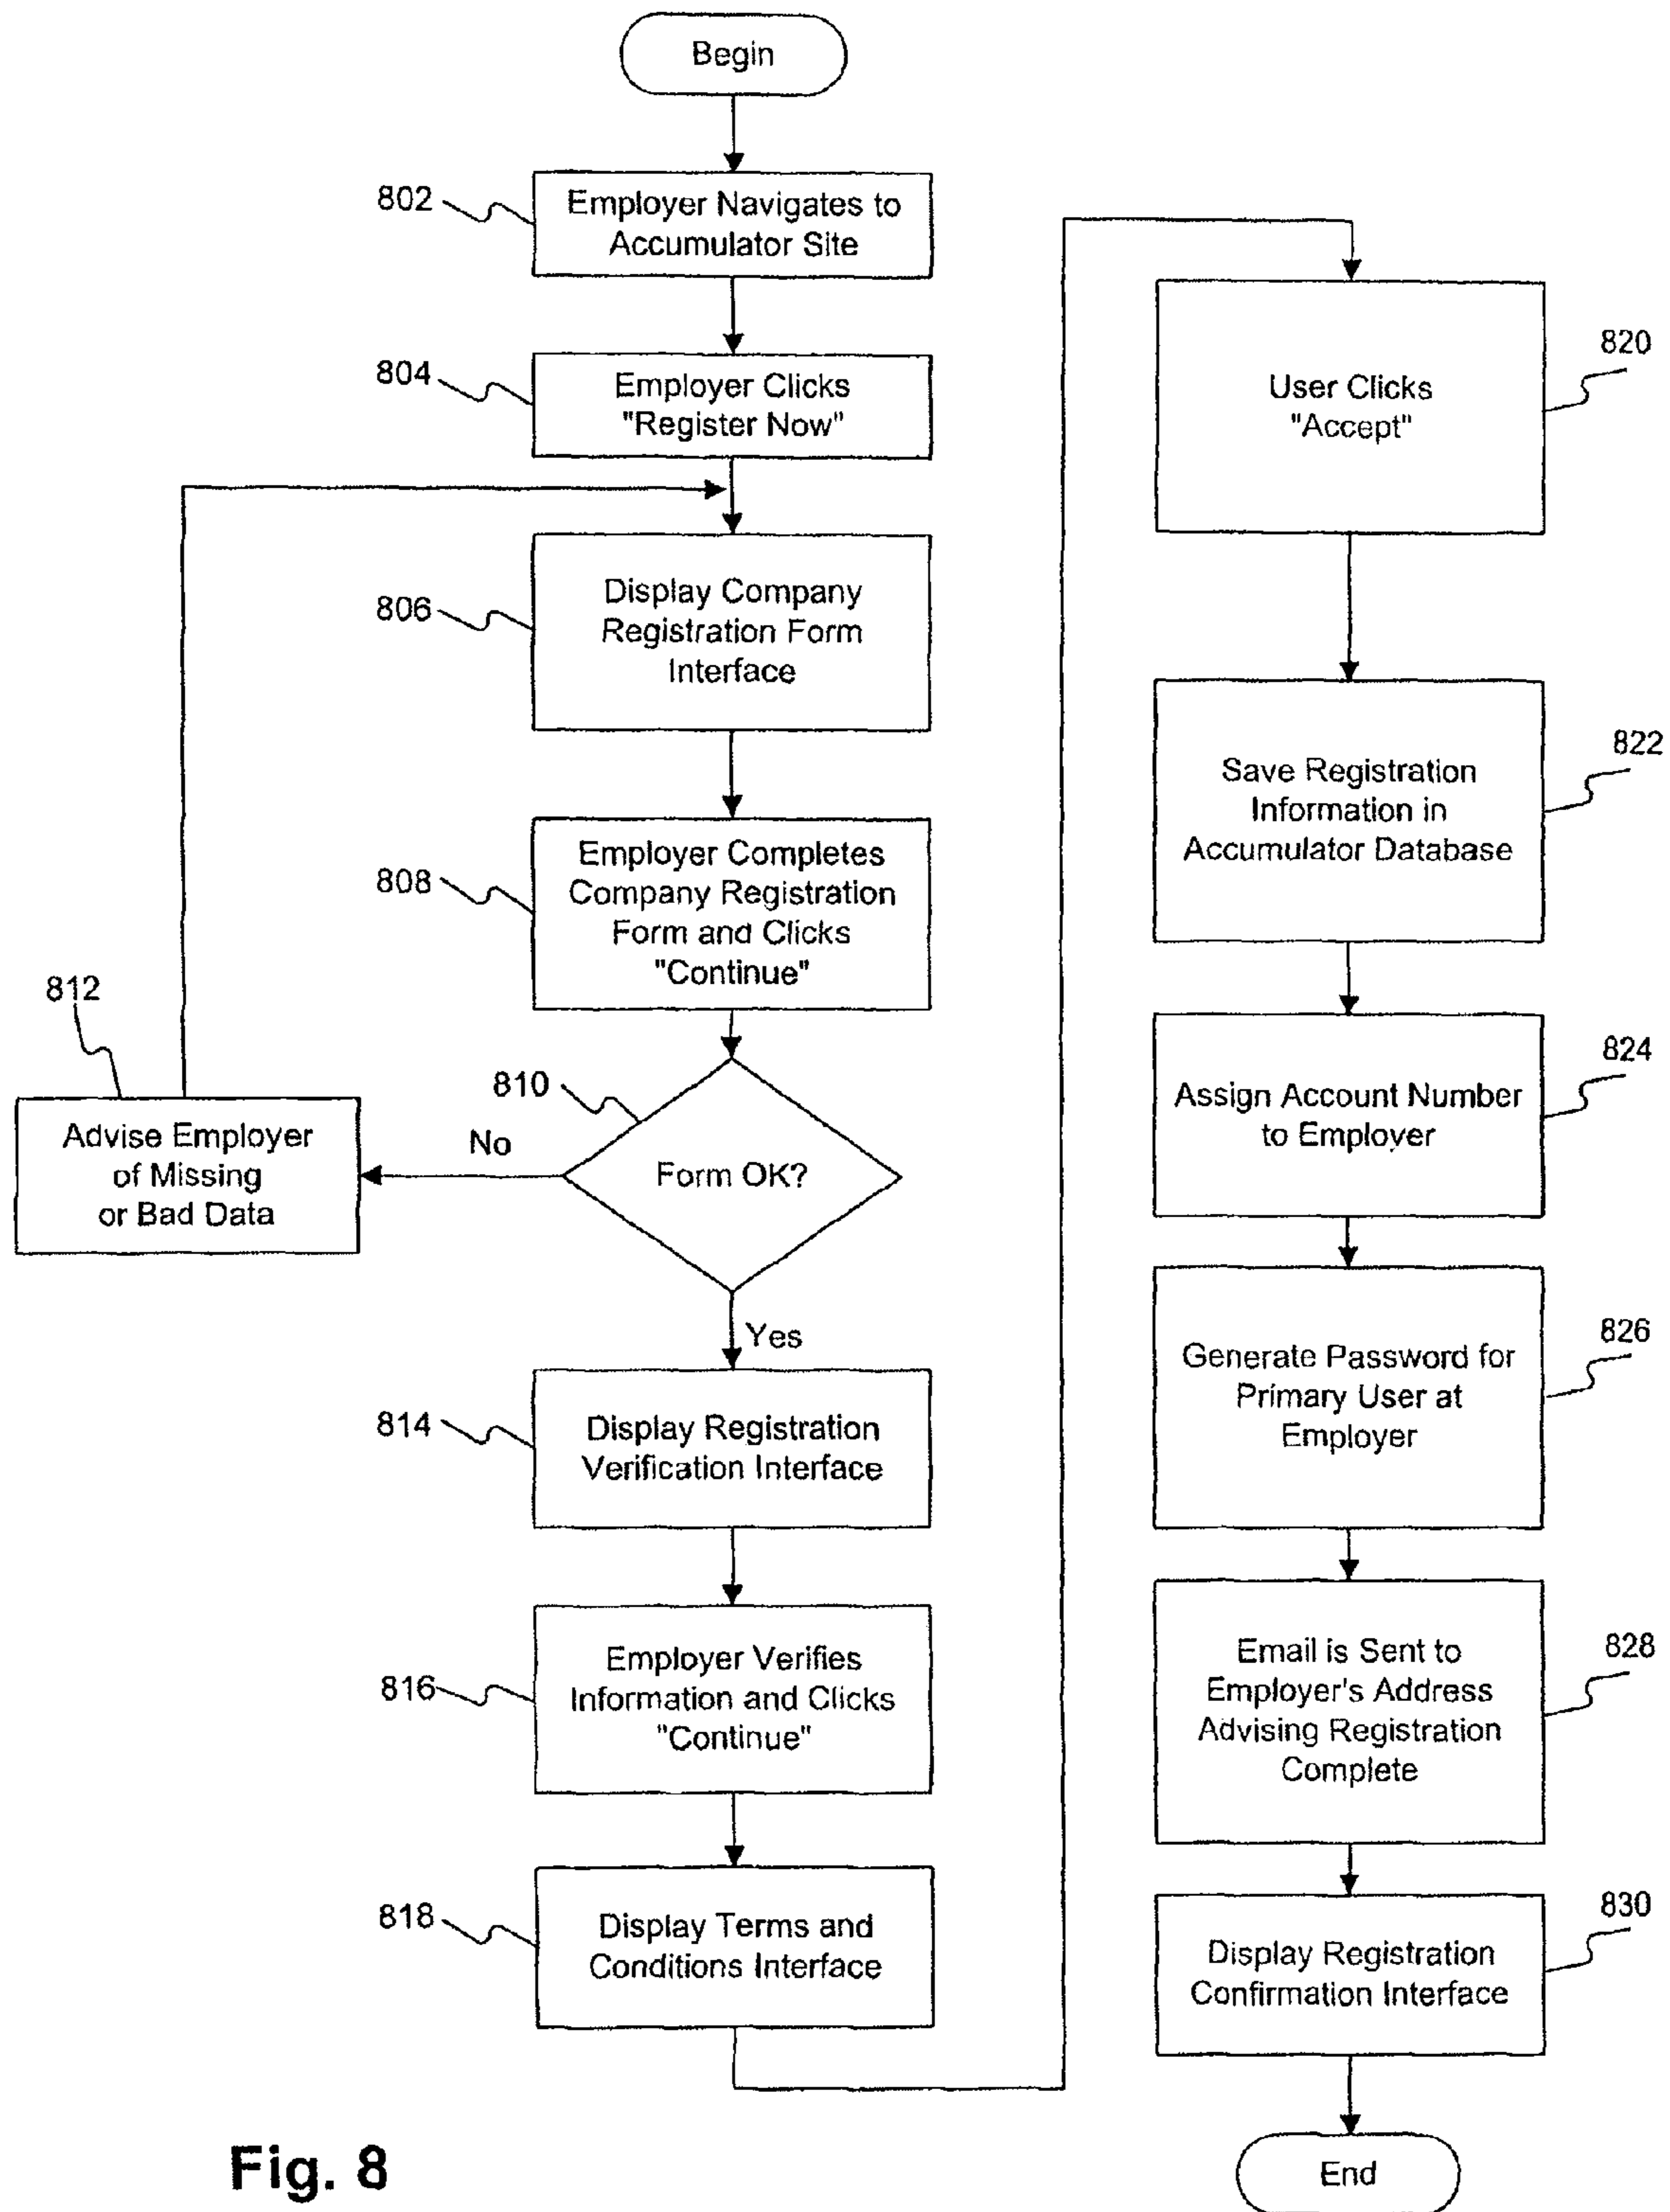 Begin
802
Employer Navigates to
Accumulator Site
804
Employer Clicks
"Register Now"
806
Display Company
Registration Form
Interface
808
Employer Completes
Company Registration
Form and Clicks
"Continue"
810
Form OK?
No
812
Advise Employer
of Missing
or Bad Data
Yes
814
Display Registration
Verification Interface
816
Employer Verifies
Information and Clicks
"Continue"
818
Display Terms and
Conditions Interface
820
User Clicks
"Accept"
822
Save Registration
Information in
Accumulator Database
824
Assign Account Number
to Employer
826
Generate Password for
Primary User at
Employer
828
Email is Sent to
Employer's Address
Advising Registration
Complete
830
Display Registration
Confirmation Interface
End
Fig. 8